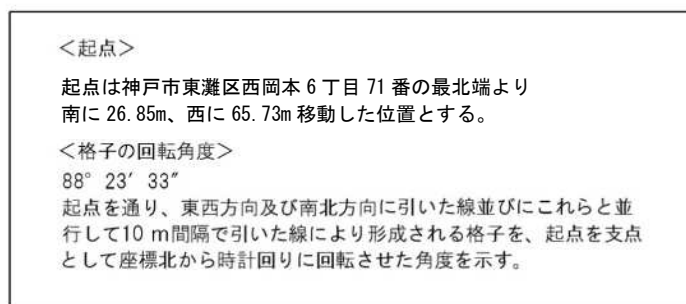 ＜起点＞
起点は神戸市東灘区西岡本 6 丁目 71 番の最北端より
南に 26.85m、西に 65.73m 移動した位置とする。
＜格子の回転角度＞
88° 23′ 33″
起点を通り、東西方向及び南北方向に引いた線並びにこれらと並
行して10 m間隔で引いた線により形成される格子を、起点を支点
として座標北から時計回りに回転させた角度を示す。